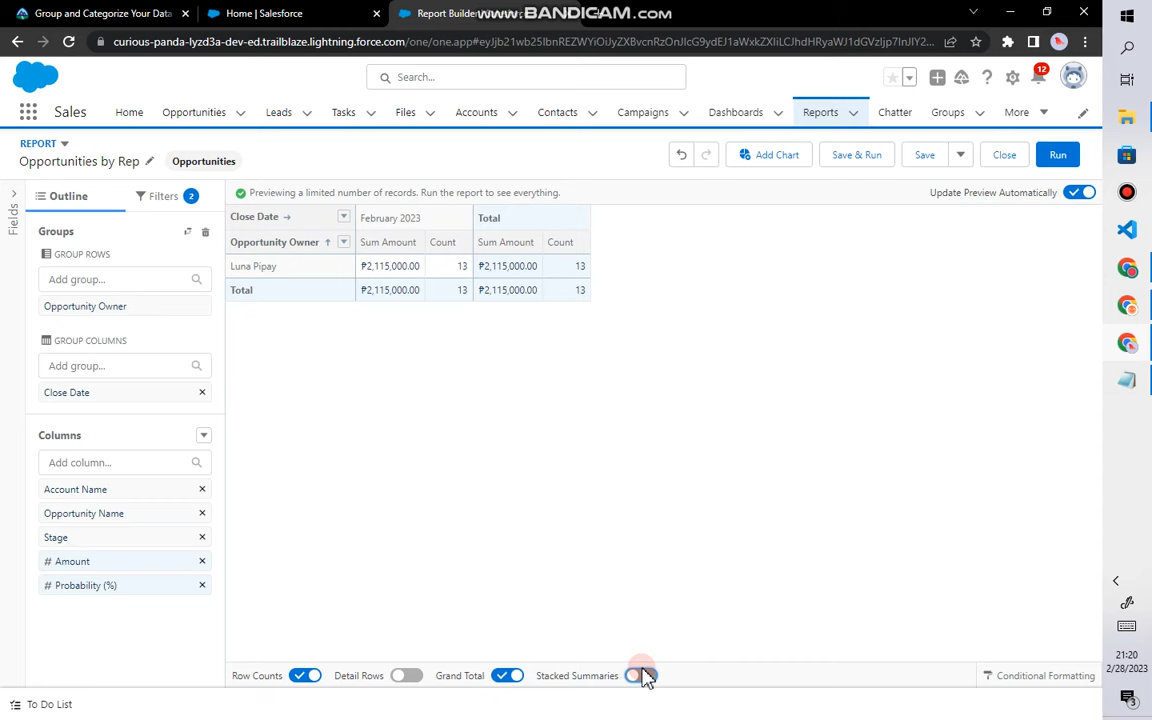 Group and Categorize Your Data
Home | Salesforce
Report Builder
www.BANDICAM.com
curious-panda-lyzd3a-dev-ed.trailblaze.lightning.force.com
Search...
12
Sales
Home
Opportunities
Leads
Tasks
Files
Accounts
Contacts
Campaigns
Dashboards
Reports
Chatter
Groups
More
REPORT
Opportunities by Rep
Opportunities
Add Chart
Save & Run
Save
Close
Run
Fields
Outline
Filters 2
Previewing a limited number of records. Run the report to see everything.
Update Preview Automatically
Groups
GROUP ROWS
Add group...
Opportunity Owner
GROUP COLUMNS
Add group...
Close Date
Columns
Add column...
Account Name
Opportunity Name
Stage
# Amount
# Probability (%)
Close Date → February 2023 Total
Opportunity Owner ↑ Sum Amount Count Sum Amount Count
Luna Pipay ₱2,115,000.00 13 ₱2,115,000.00 13
Total ₱2,115,000.00 13 ₱2,115,000.00 13
Row Counts
Detail Rows
Grand Total
Stacked Summaries
Conditional Formatting
To Do List
21:20
2/28/2023
3